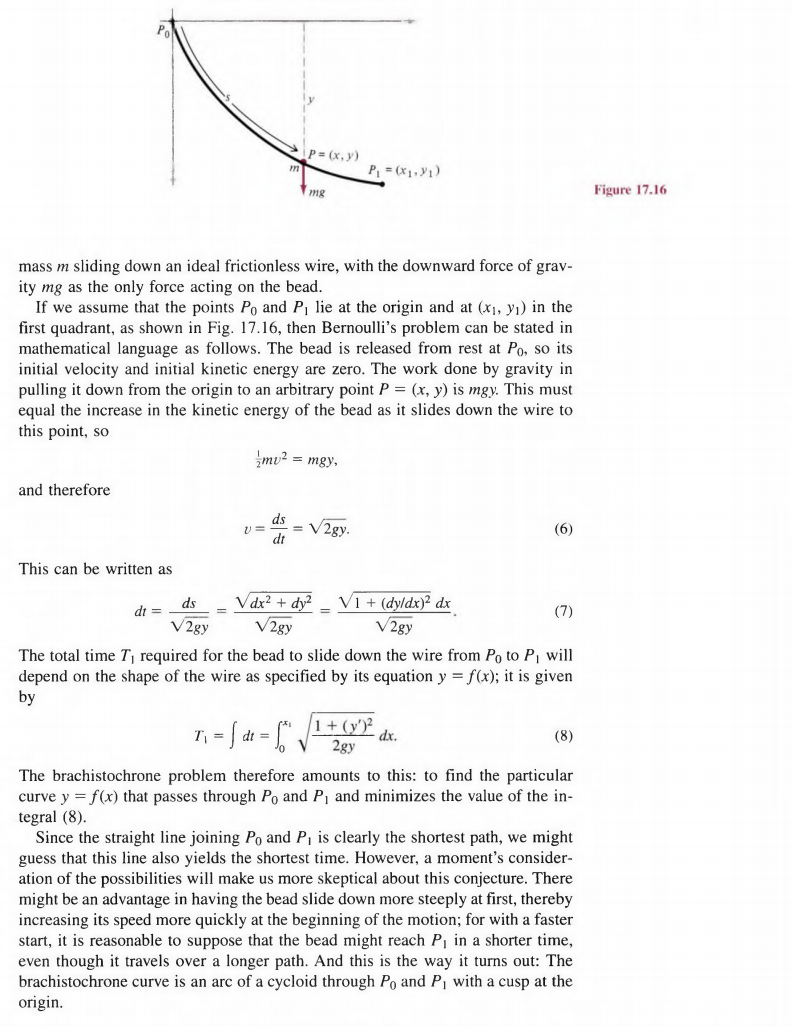 P₀
s
y
P = (x, y)
m
P₁ = (x₁, y₁)
mg
Figure 17.16
mass m sliding down an ideal frictionless wire, with the downward force of grav-
ity mg as the only force acting on the bead.
If we assume that the points P₀ and P₁ lie at the origin and at (x₁, y₁) in the
first quadrant, as shown in Fig. 17.16, then Bernoulli's problem can be stated in
mathematical language as follows. The bead is released from rest at P₀, so its
initial velocity and initial kinetic energy are zero. The work done by gravity in
pulling it down from the origin to an arbitrary point P = (x, y) is mgy. This must
equal the increase in the kinetic energy of the bead as it slides down the wire to
this point, so
½mv² = mgy,
and therefore
v = ds/dt = √(2gy). (6)
This can be written as
dt = ds/√(2gy) = √(dx² + dy²)/√(2gy) = √(1 + (dy/dx)²) dx/√(2gy). (7)
The total time T₁ required for the bead to slide down the wire from P₀ to P₁ will
depend on the shape of the wire as specified by its equation y = f(x); it is given
by
T₁ = ∫ dt = ∫₀^x₁ √((1 + (y′)²)/(2gy)) dx. (8)
The brachistochrone problem therefore amounts to this: to find the particular
curve y = f(x) that passes through P₀ and P₁ and minimizes the value of the in-
tegral (8).
Since the straight line joining P₀ and P₁ is clearly the shortest path, we might
guess that this line also yields the shortest time. However, a moment's consider-
ation of the possibilities will make us more skeptical about this conjecture. There
might be an advantage in having the bead slide down more steeply at first, thereby
increasing its speed more quickly at the beginning of the motion; for with a faster
start, it is reasonable to suppose that the bead might reach P₁ in a shorter time,
even though it travels over a longer path. And this is the way it turns out: The
brachistochrone curve is an arc of a cycloid through P₀ and P₁ with a cusp at the
origin.